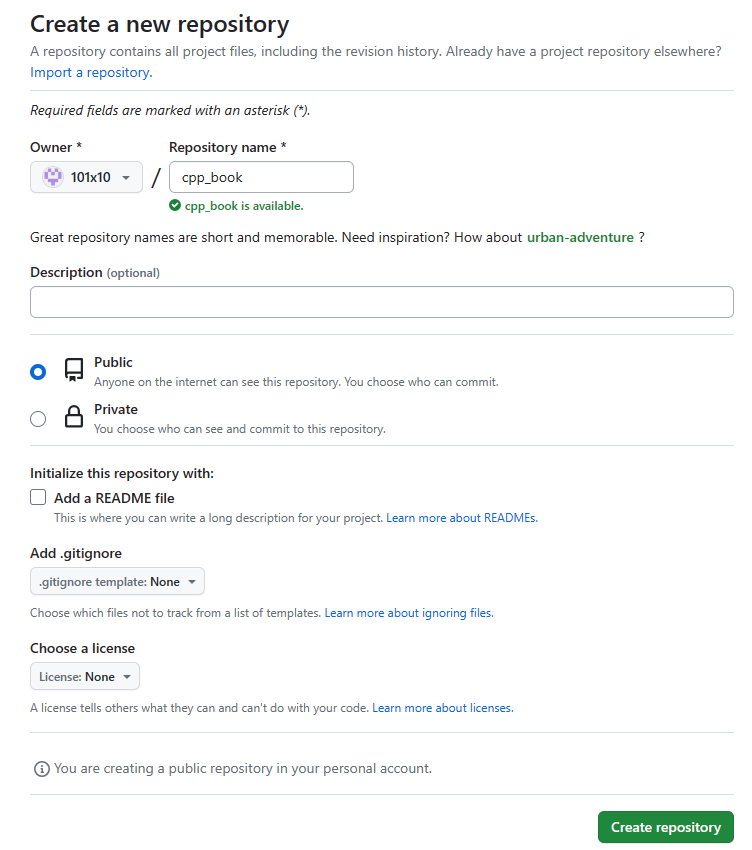 Create a new repository
A repository contains all project files, including the revision history. Already have a project repository elsewhere?
Import a repository.
Required fields are marked with an asterisk (*).
Owner * Repository name *
101x10 / cpp_book
cpp_book is available.
Great repository names are short and memorable. Need inspiration? How about urban-adventure ?
Description (optional)
Public
Anyone on the internet can see this repository. You choose who can commit.
Private
You choose who can see and commit to this repository.
Initialize this repository with:
Add a README file
This is where you can write a long description for your project. Learn more about READMEs.
Add .gitignore
.gitignore template: None
Choose which files not to track from a list of templates. Learn more about ignoring files.
Choose a license
License: None
A license tells others what they can and can't do with your code. Learn more about licenses.
You are creating a public repository in your personal account.
Create repository